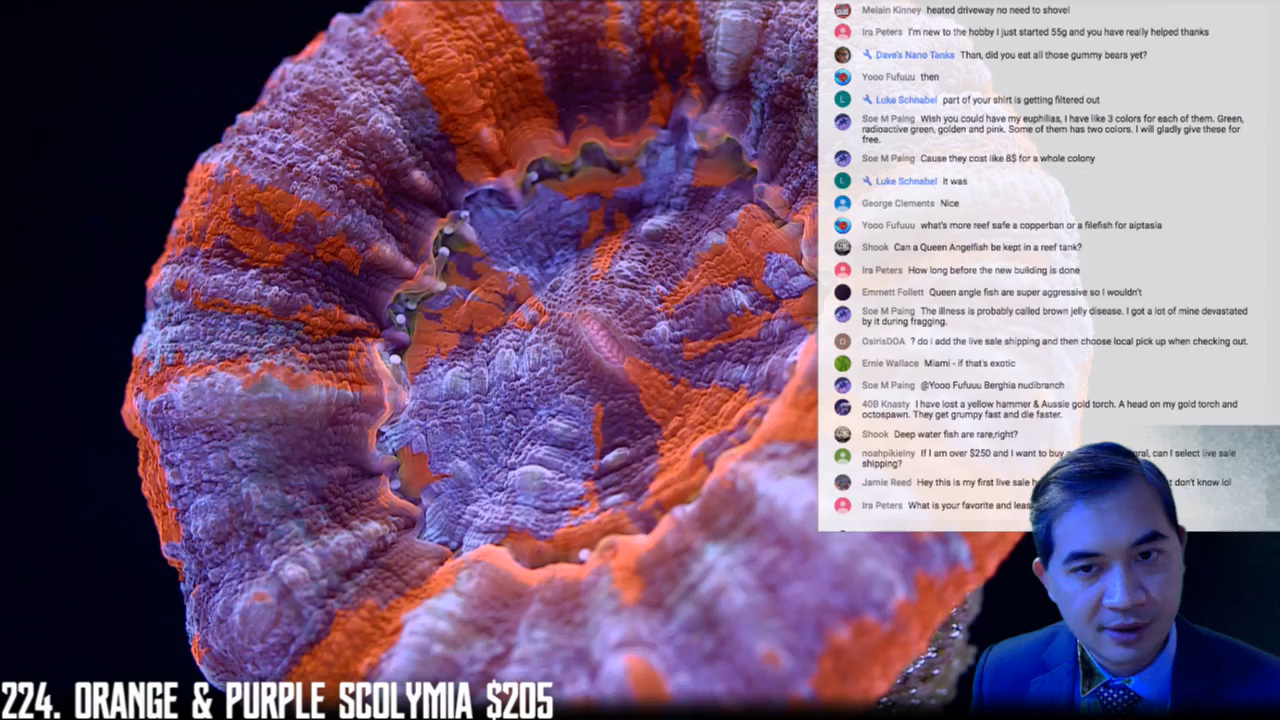 Melain Kinney heated driveway no need to shovel
Ira Peters I'm new to the hobby I just started 55g and you have really helped thanks
Dave's Nano Tanks Than, did you eat all those gummy bears yet?
Yooo Fufuuu then
L Luke Schnabel part of your shirt is getting filtered out
Soe M Paing Wish you could have my euphilias, I have like 3 colors for each of them. Green,
radioactive green, golden and pink. Some of them has two colors. I will gladly give these for
free.
Soe M Paing Cause they cost like 8$ for a whole colony
L Luke Schnabel it was
George Clements Nice
Yooo Fufuuu what's more reef safe a copperban or a filefish for aiptasia
Shook Can a Queen Angelfish be kept in a reef tank?
Ira Peters How long before the new building is done
Emmett Follett Queen angle fish are super aggressive so I wouldn't
Soe M Paing The illness is probably called brown jelly disease. I got a lot of mine devastated
by it during fragging.
O OsirisDOA ? do i add the live sale shipping and then choose local pick up when checking out.
Ernie Wallace Miami - if that's exotic
Soe M Paing @Yooo Fufuuu Berghia nudibranch
40B Knasty I have lost a yellow hammer & Aussie gold torch. A head on my gold torch and
octospawn. They get grumpy fast and die faster.
Shook Deep water fish are rare,right?
noahpikielny If I am over $250 and I want to buy can I select live sale
shipping?
Jamie Reed Hey this is my first live sale don't know lol
Ira Peters What is your favorite and
224. ORANGE & PURPLE SCOLYMIA $205